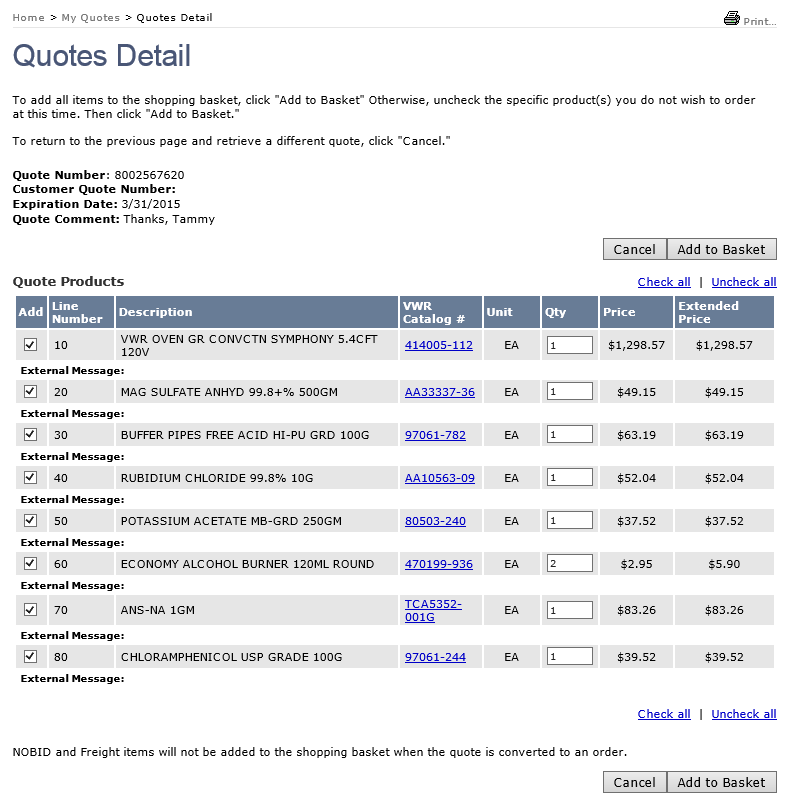 Home > My Quotes > Quotes Detail
Print...
Quotes Detail
To add all items to the shopping basket, click "Add to Basket" Otherwise, uncheck the specific product(s) you do not wish to order
at this time. Then click "Add to Basket."
To return to the previous page and retrieve a different quote, click "Cancel."
Quote Number: 8002567620
Customer Quote Number:
Expiration Date: 3/31/2015
Quote Comment: Thanks, Tammy
Cancel Add to Basket
Quote Products
Check all | Uncheck all
Add Line Number Description VWR Catalog # Unit Qty Price Extended Price
10 VWR OVEN GR CONVCTN SYMPHONY 5.4CFT 120V 414005-112 EA 1 $1,298.57 $1,298.57
External Message:
20 MAG SULFATE ANHYD 99.8+% 500GM AA33337-36 EA 1 $49.15 $49.15
External Message:
30 BUFFER PIPES FREE ACID HI-PU GRD 100G 97061-782 EA 1 $63.19 $63.19
External Message:
40 RUBIDIUM CHLORIDE 99.8% 10G AA10563-09 EA 1 $52.04 $52.04
External Message:
50 POTASSIUM ACETATE MB-GRD 250GM 80503-240 EA 1 $37.52 $37.52
External Message:
60 ECONOMY ALCOHOL BURNER 120ML ROUND 470199-936 EA 2 $2.95 $5.90
External Message:
70 ANS-NA 1GM TCA5352-001G EA 1 $83.26 $83.26
External Message:
80 CHLORAMPHENICOL USP GRADE 100G 97061-244 EA 1 $39.52 $39.52
External Message:
Check all | Uncheck all
NOBID and Freight items will not be added to the shopping basket when the quote is converted to an order.
Cancel Add to Basket